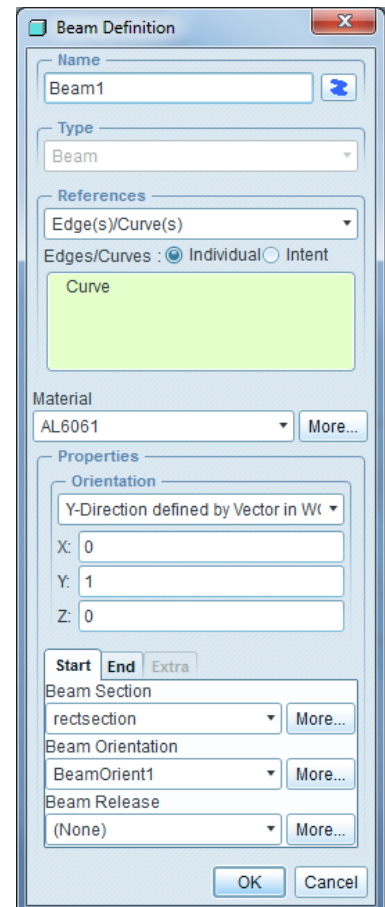 Beam Definition
Name
Beam1
Type
Beam
References
Edge(s)/Curve(s)
Edges/Curves : Individual Intent
Curve
Material
AL6061 More...
Properties
Orientation
Y-Direction defined by Vector in W(
X: 0
Y: 1
Z: 0
Start End Extra
Beam Section
rectsection More...
Beam Orientation
BeamOrient1 More...
Beam Release
(None) More...
OK Cancel